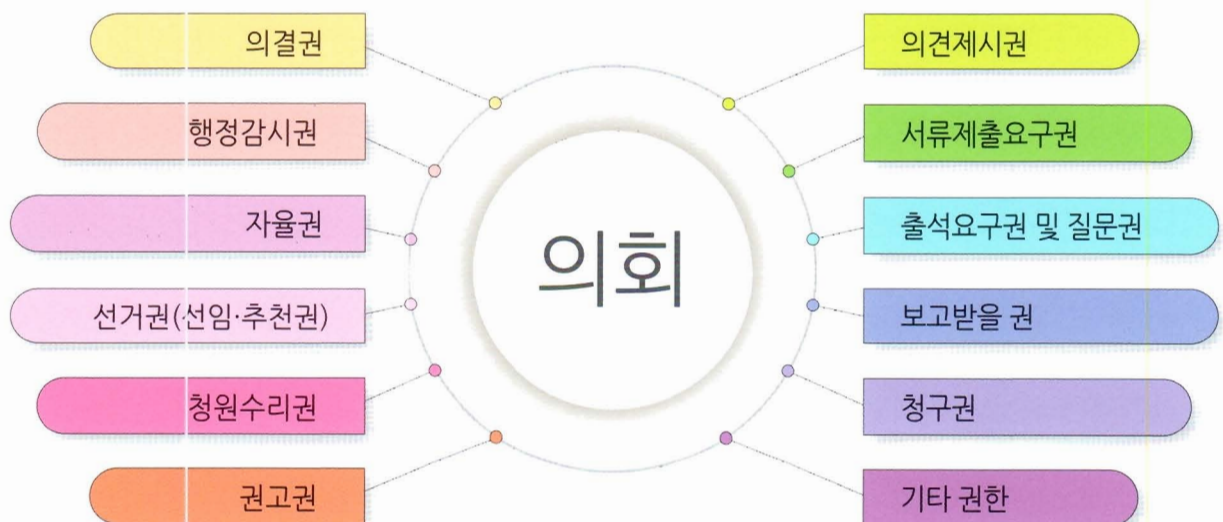 의결권
행정감시권
자율권
선거권(선임·추천권)
청원수리권
권고권
의회
의견제시권
서류제출요구권
출석요구권 및 질문권
보고받을 권
청구권
기타 권한